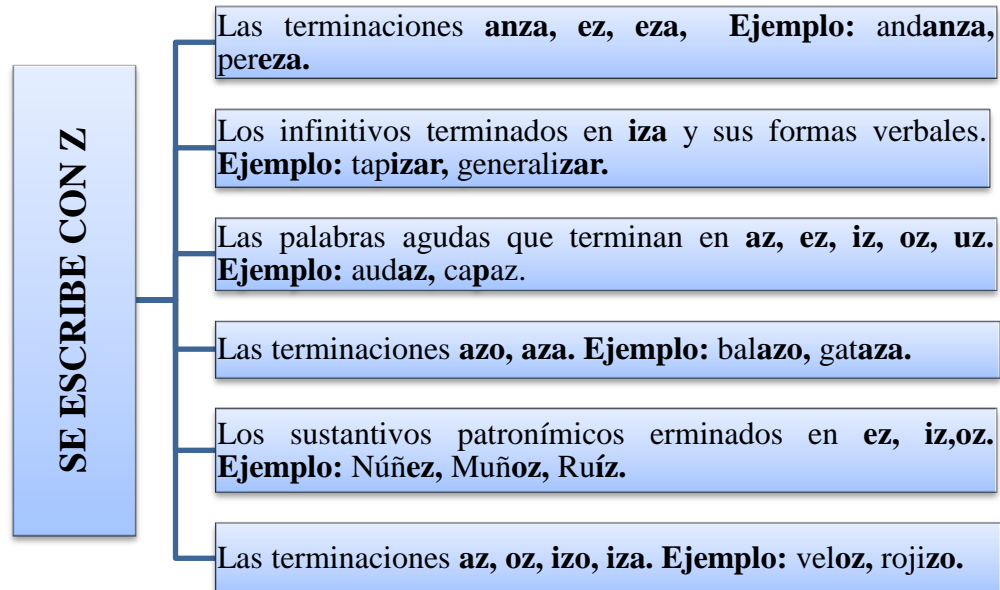 SE ESCRIBE CON Z
Las terminaciones anza, ez, eza, Ejemplo: andanza,
pereza.
Los infinitivos terminados en iza y sus formas verbales.
Ejemplo: tapizar, generalizar.
Las palabras agudas que terminan en az, ez, iz, oz, uz.
Ejemplo: audaz, capaz.
Las terminaciones azo, aza. Ejemplo: balazo, gataza.
Los sustantivos patronímicos erminados en ez, iz,oz.
Ejemplo: Núñez, Muñoz, Ruíz.
Las terminaciones az, oz, izo, iza. Ejemplo: veloz, rojizo.